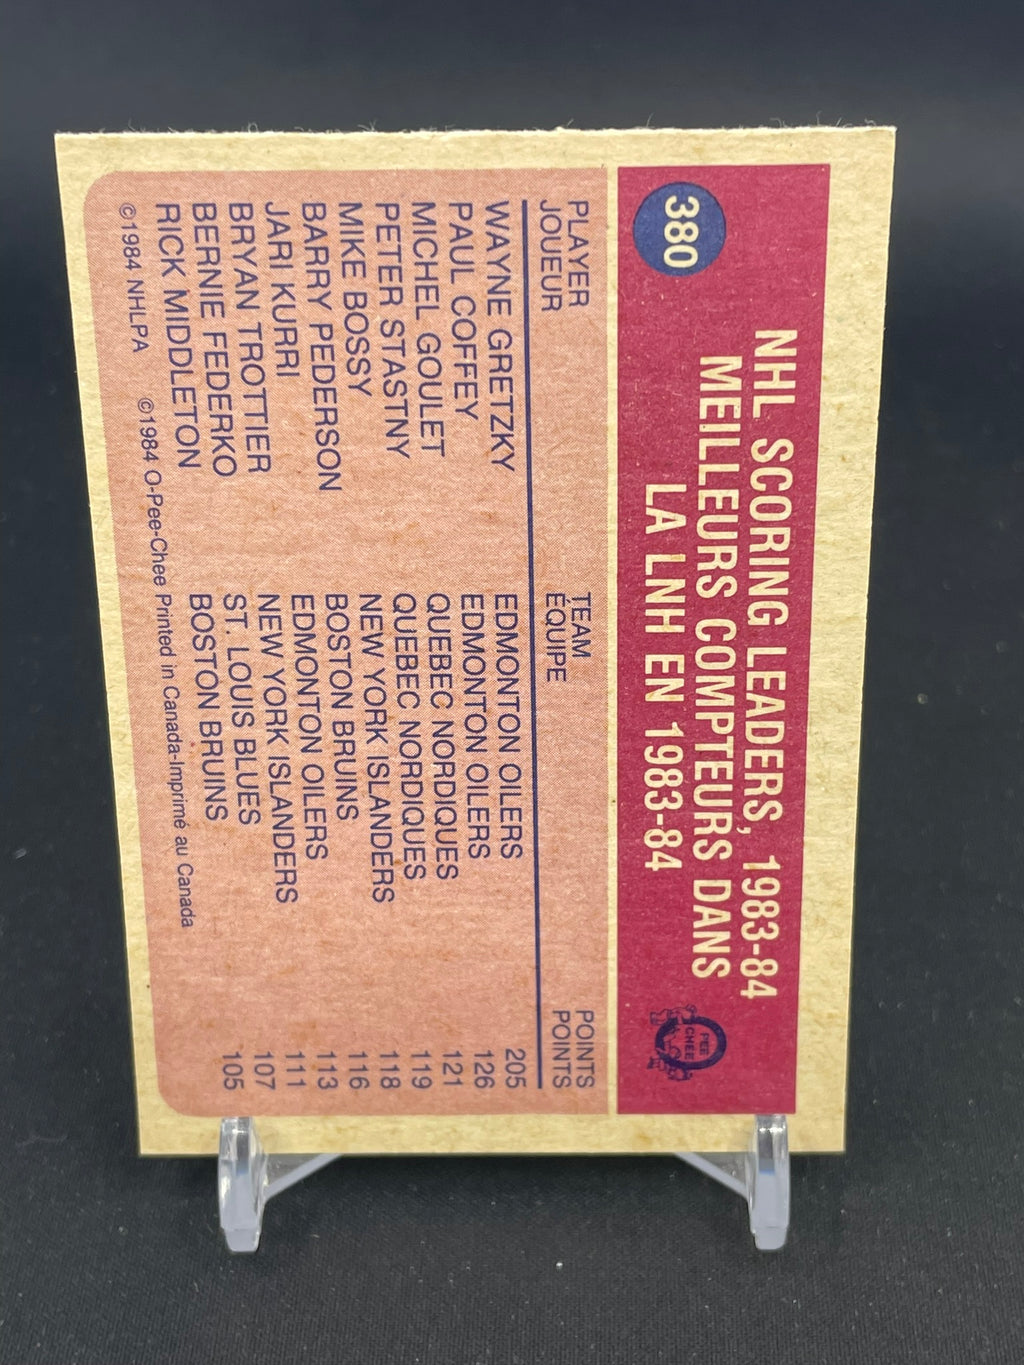 380
NHL SCORING LEADERS, 1983-84
MEILLEURS COMPTEURS DANS
LA LNH EN 1983-84
O PEE CHEE
PLAYER TEAM POINTS
JOUEUR ÉQUIPE POINTS
WAYNE GRETZKY EDMONTON OILERS 205
PAUL COFFEY EDMONTON OILERS 126
MICHEL GOULET QUEBEC NORDIQUES 121
PETER STASTNY QUEBEC NORDIQUES 119
MIKE BOSSY NEW YORK ISLANDERS 118
BARRY PEDERSON BOSTON BRUINS 116
JARI KURRI EDMONTON OILERS 113
BRYAN TROTTIER NEW YORK ISLANDERS 111
BERNIE FEDERKO ST. LOUIS BLUES 107
RICK MIDDLETON BOSTON BRUINS 105
©1984 NHLPA ©1984 O-Pee-Chee Printed in Canada-Imprimé au Canada